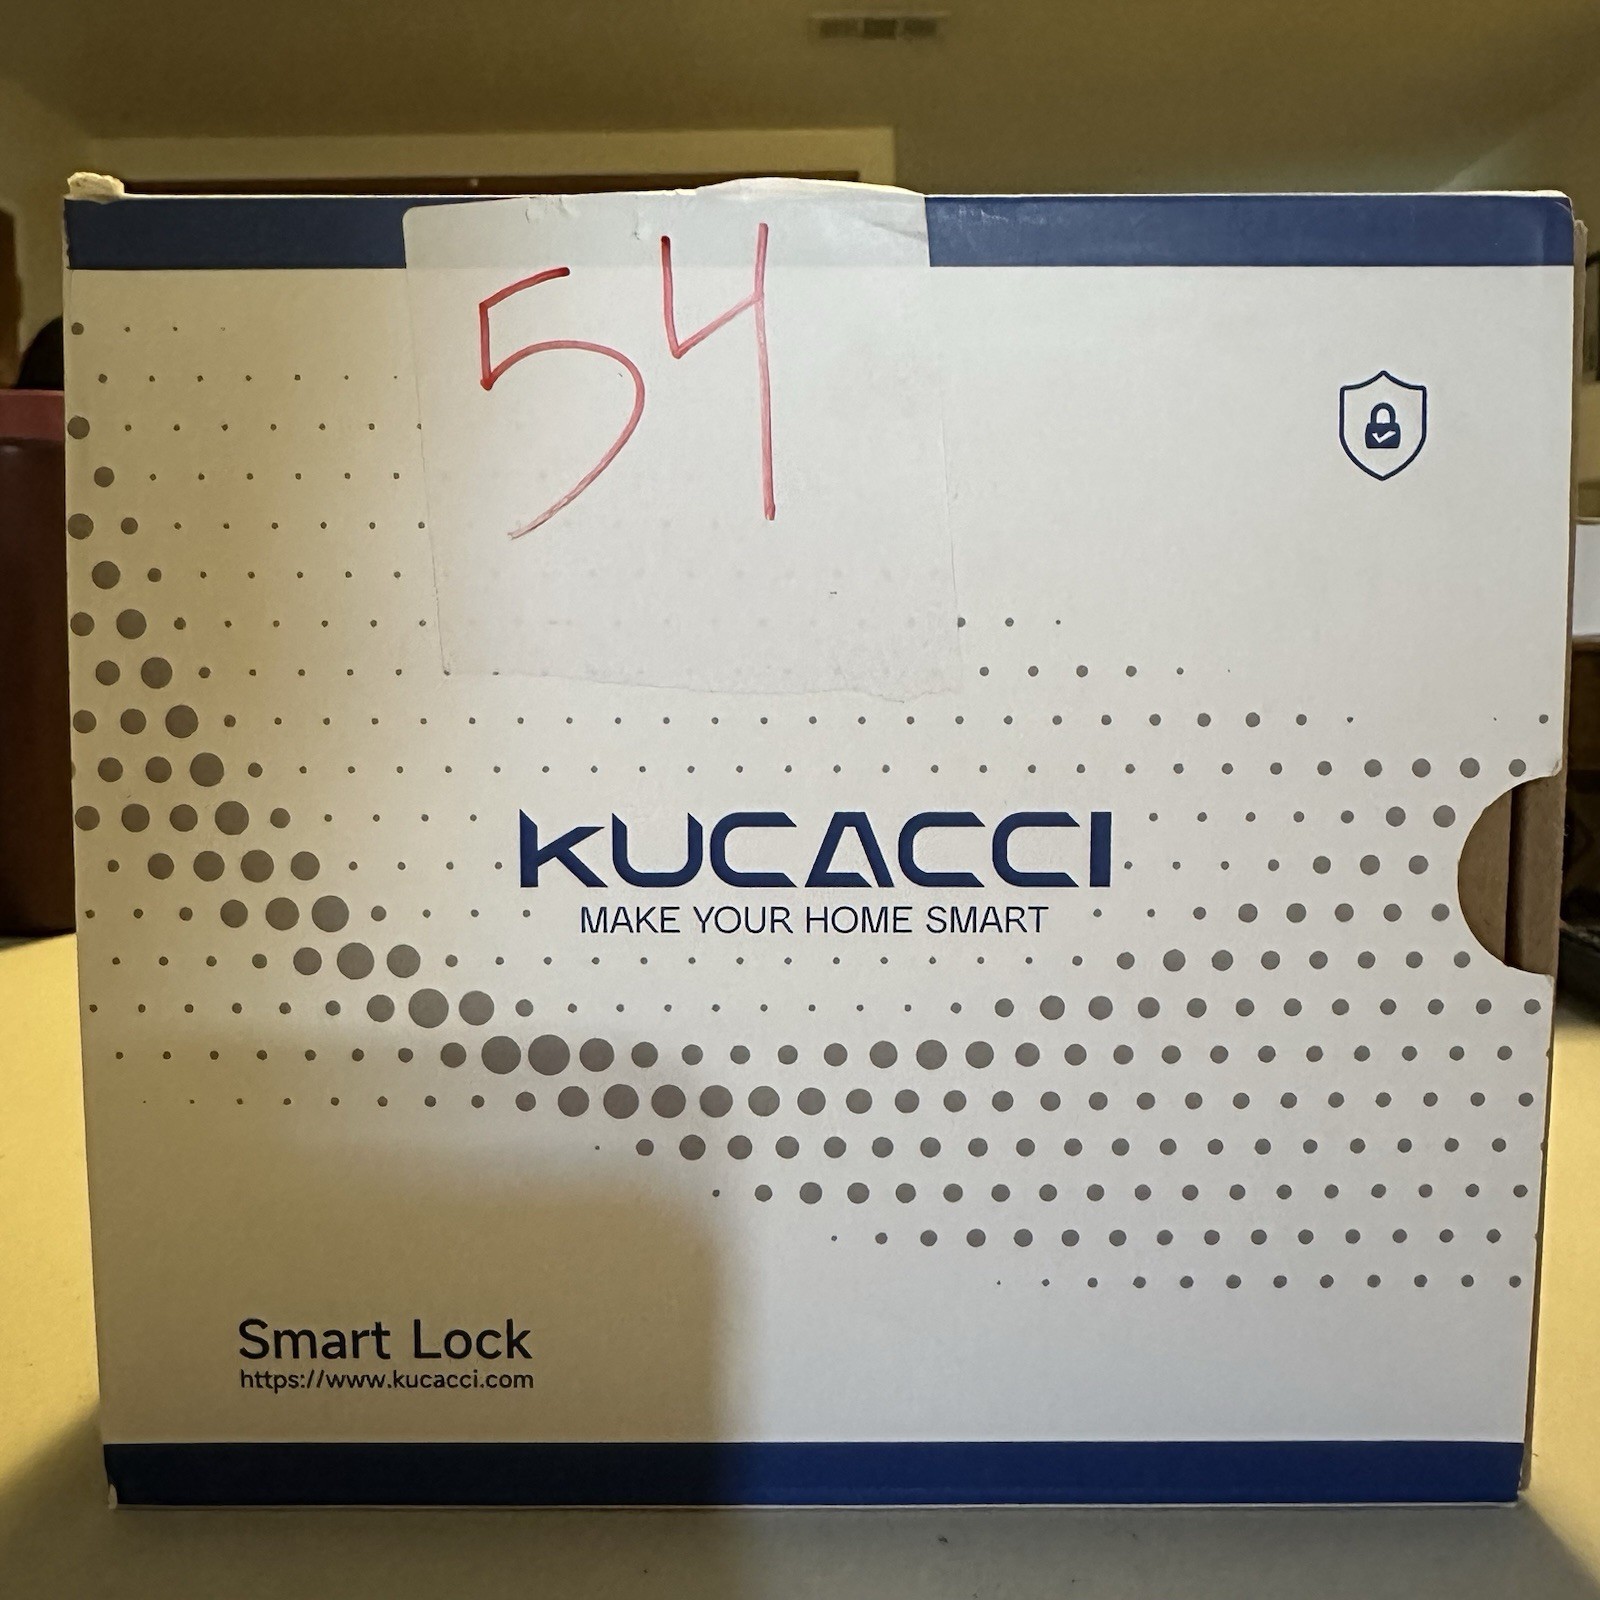 54
KUCACCI
MAKE YOUR HOME SMART
Smart Lock
https://www.kucacci.com